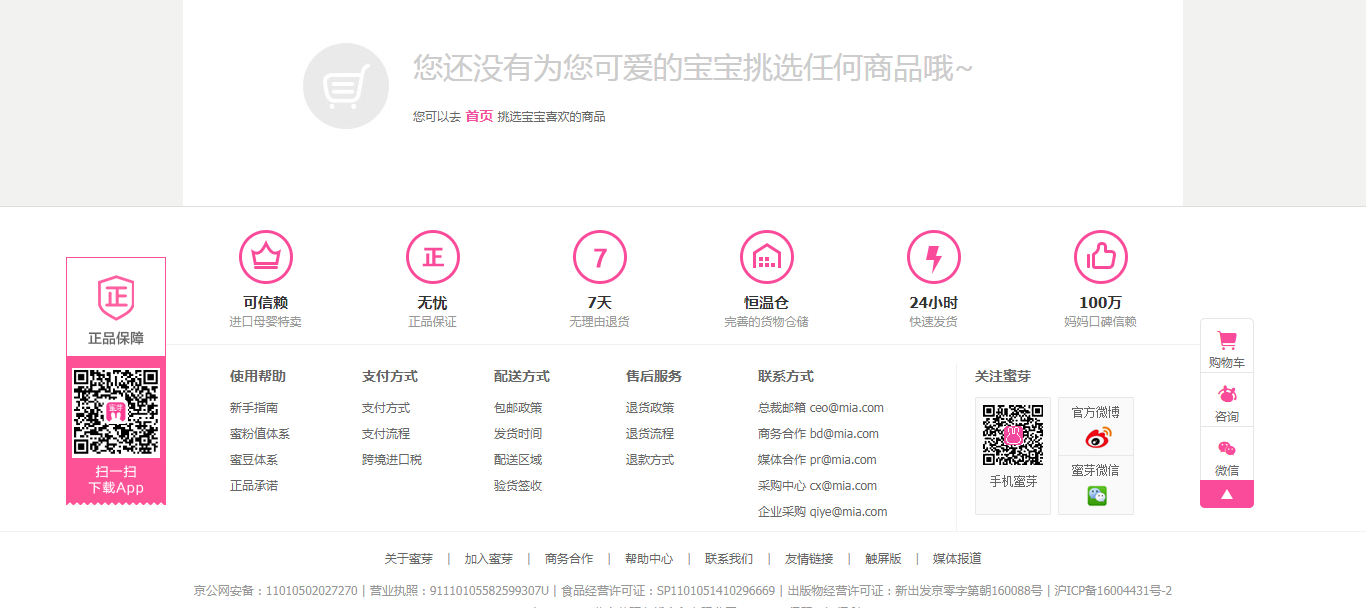 您还没有为您可爱的宝宝挑选任何商品哦~
您可以去 首页 挑选宝宝喜欢的商品
正
正品保障
扫一扫
下载App
可信赖
进口母婴特卖
正
无忧
正品保证
7
7天
无理由退货
恒温仓
完善的货物仓储
24小时
快速发货
100万
妈妈口碑信赖
使用帮助
新手指南
蜜粉值体系
蜜豆体系
正品承诺
支付方式
支付方式
支付流程
跨境进口税
配送方式
包邮政策
发货时间
配送区域
验货签收
售后服务
退货政策
退货流程
退款方式
联系方式
总裁邮箱 ceo@mia.com
商务合作 bd@mia.com
媒体合作 pr@mia.com
采购中心 cx@mia.com
企业采购 qiye@mia.com
关注蜜芽
手机蜜芽
官方微博
蜜芽微信
购物车
咨询
微信
关于蜜芽 | 加入蜜芽 | 商务合作 | 帮助中心 | 联系我们 | 友情链接 | 触屏版 | 媒体报道
京公网安备：11010502027270 | 营业执照：91110105582599307U | 食品经营许可证：SP1101051410296669 | 出版物经营许可证：新出发京零字第朝160088号 | 沪ICP备16004431号-2